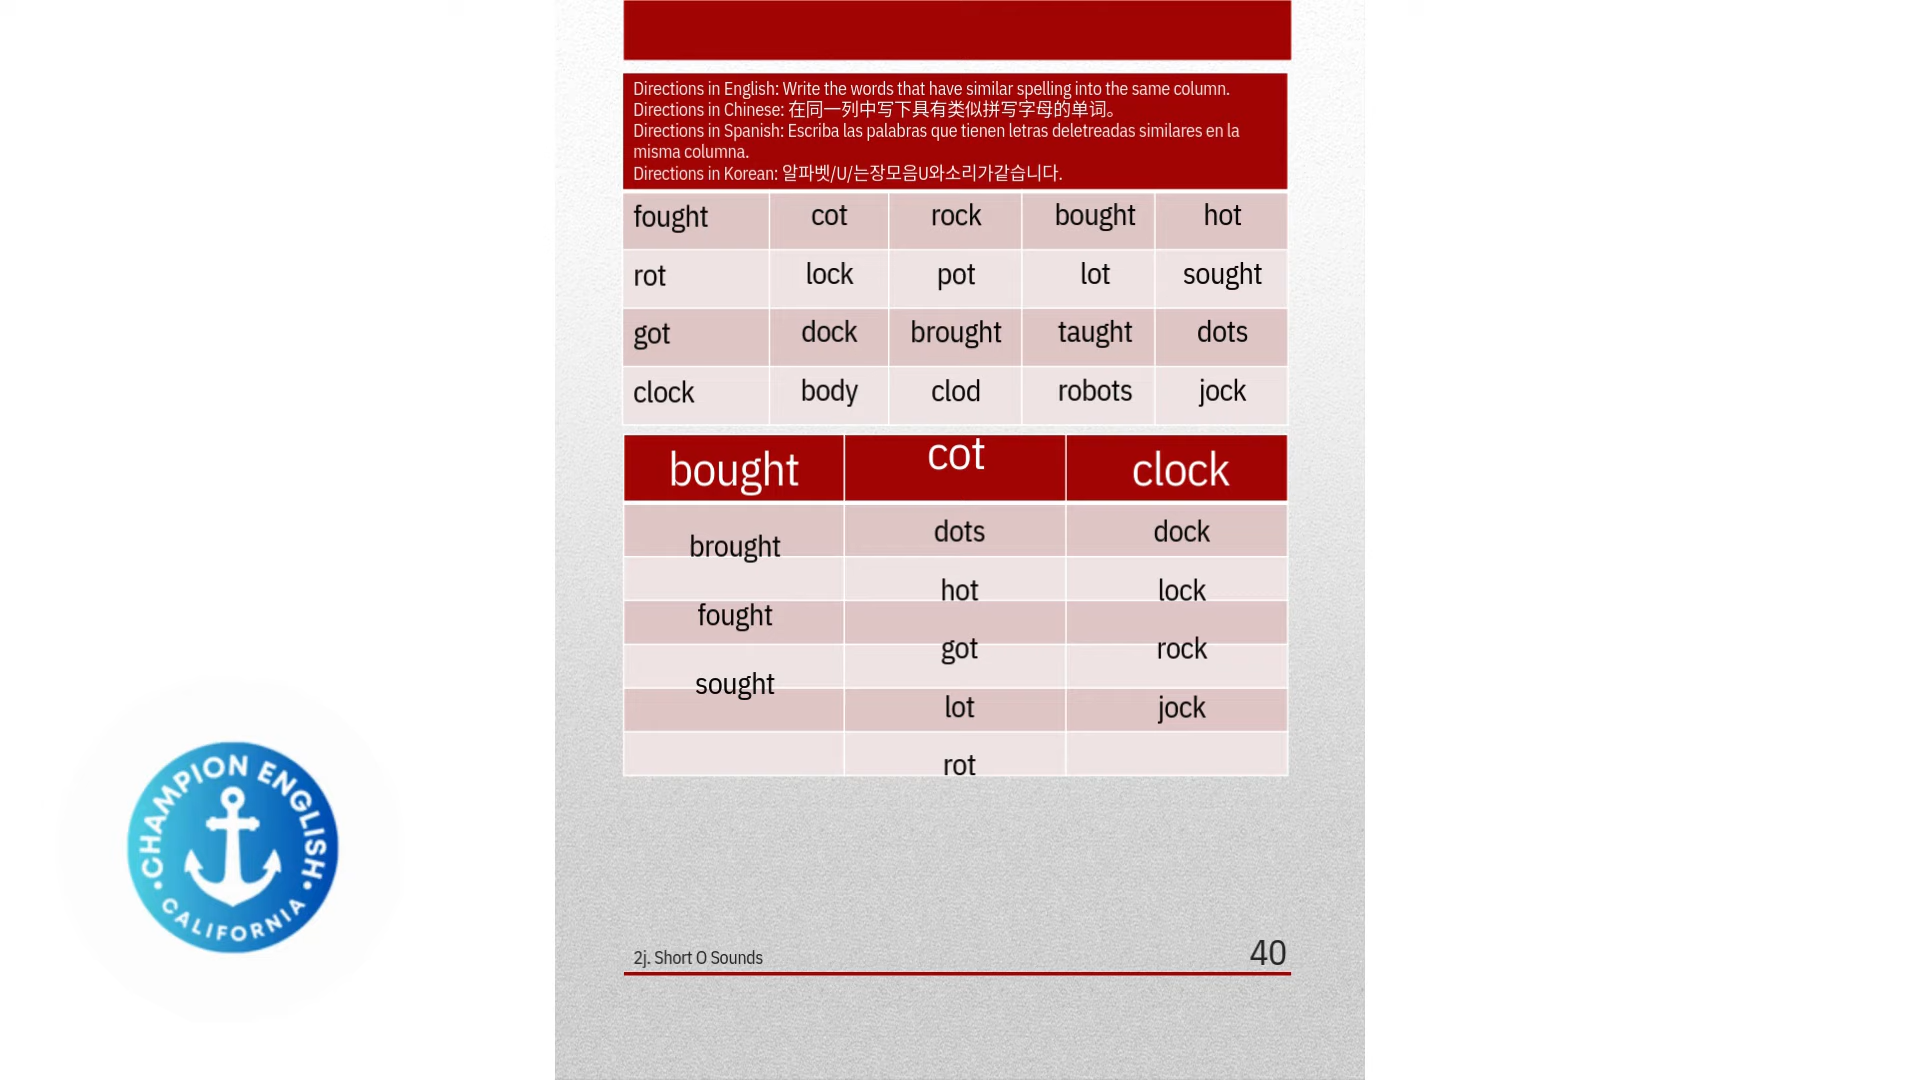 Directions in English: Write the words that have similar spelling into the same column.
Directions in Chinese: 在同一列中写下具有类似拼写字母的单词。
Directions in Spanish: Escriba las palabras que tienen letras deletreadas similares en la
misma columna.
Directions in Korean: 알파벳/U/는장모음U와소리가같습니다.
fought cot rock bought hot
rot lock pot lot sought
got dock brought taught dots
clock body clod robots jock
bought cot clock
brought dots dock
hot lock
fought
got rock
sought
lot jock
rot
CHAMPION ENGLISH
CALIFORNIA
2j. Short O Sounds 40